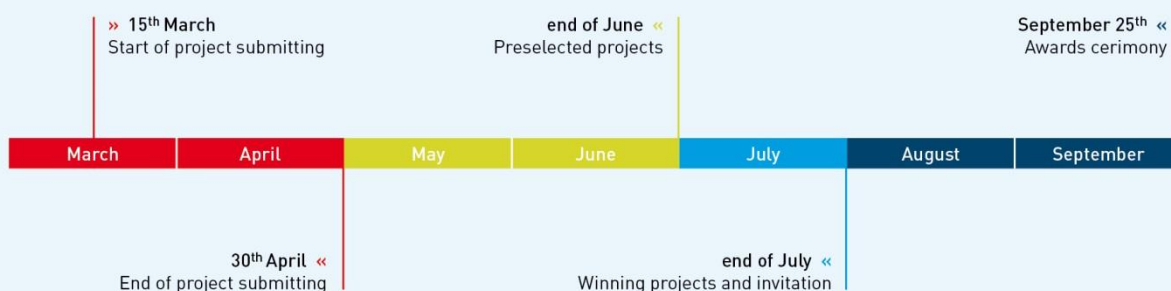 » 15th March
Start of project submitting
end of June «
Preselected projects
September 25th «
Awards cerimony
March
April
May
June
July
August
September
30th April «
End of project submitting
end of July «
Winning projects and invitation